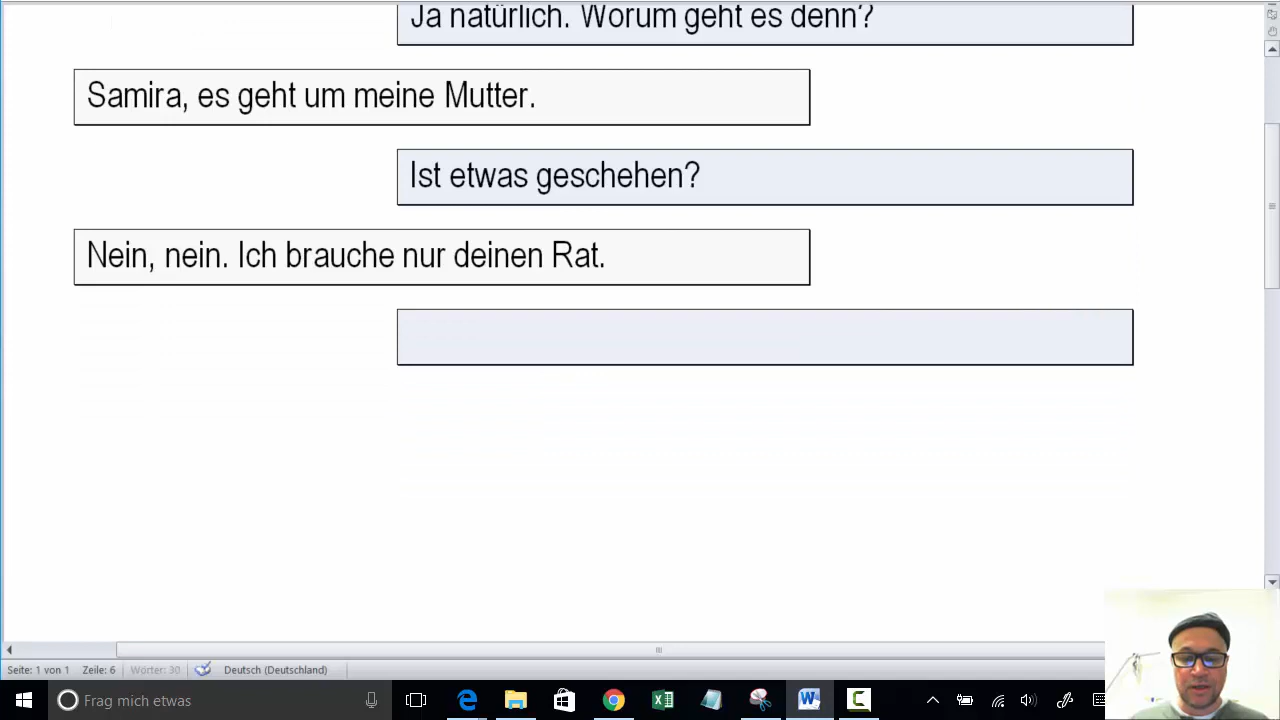 Ja natürlich. Worum geht es denn?
Samira, es geht um meine Mutter.
Ist etwas geschehen?
Nein, nein. Ich brauche nur deinen Rat.
Seite: 1 von 1 Zeile: 6 Wörter: 30 Deutsch (Deutschland)
Frag mich etwas